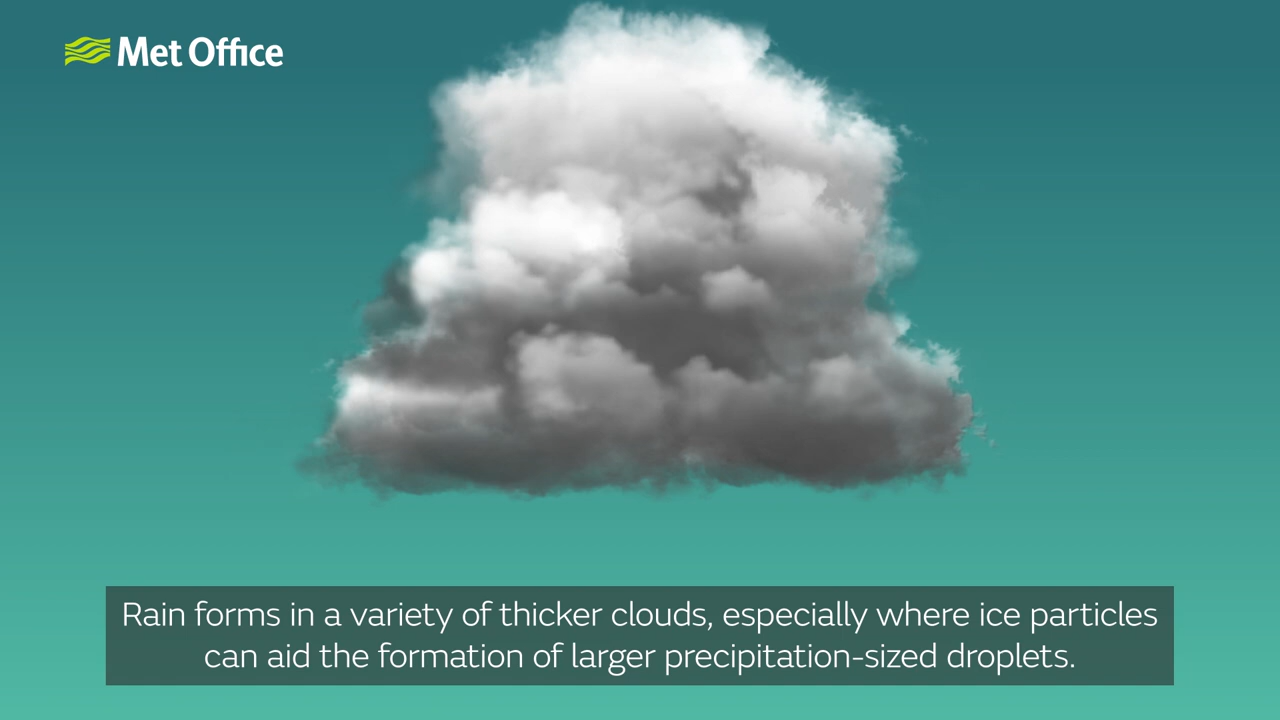 Met Office
Rain forms in a variety of thicker clouds, especially where ice particles
can aid the formation of larger precipitation-sized droplets.